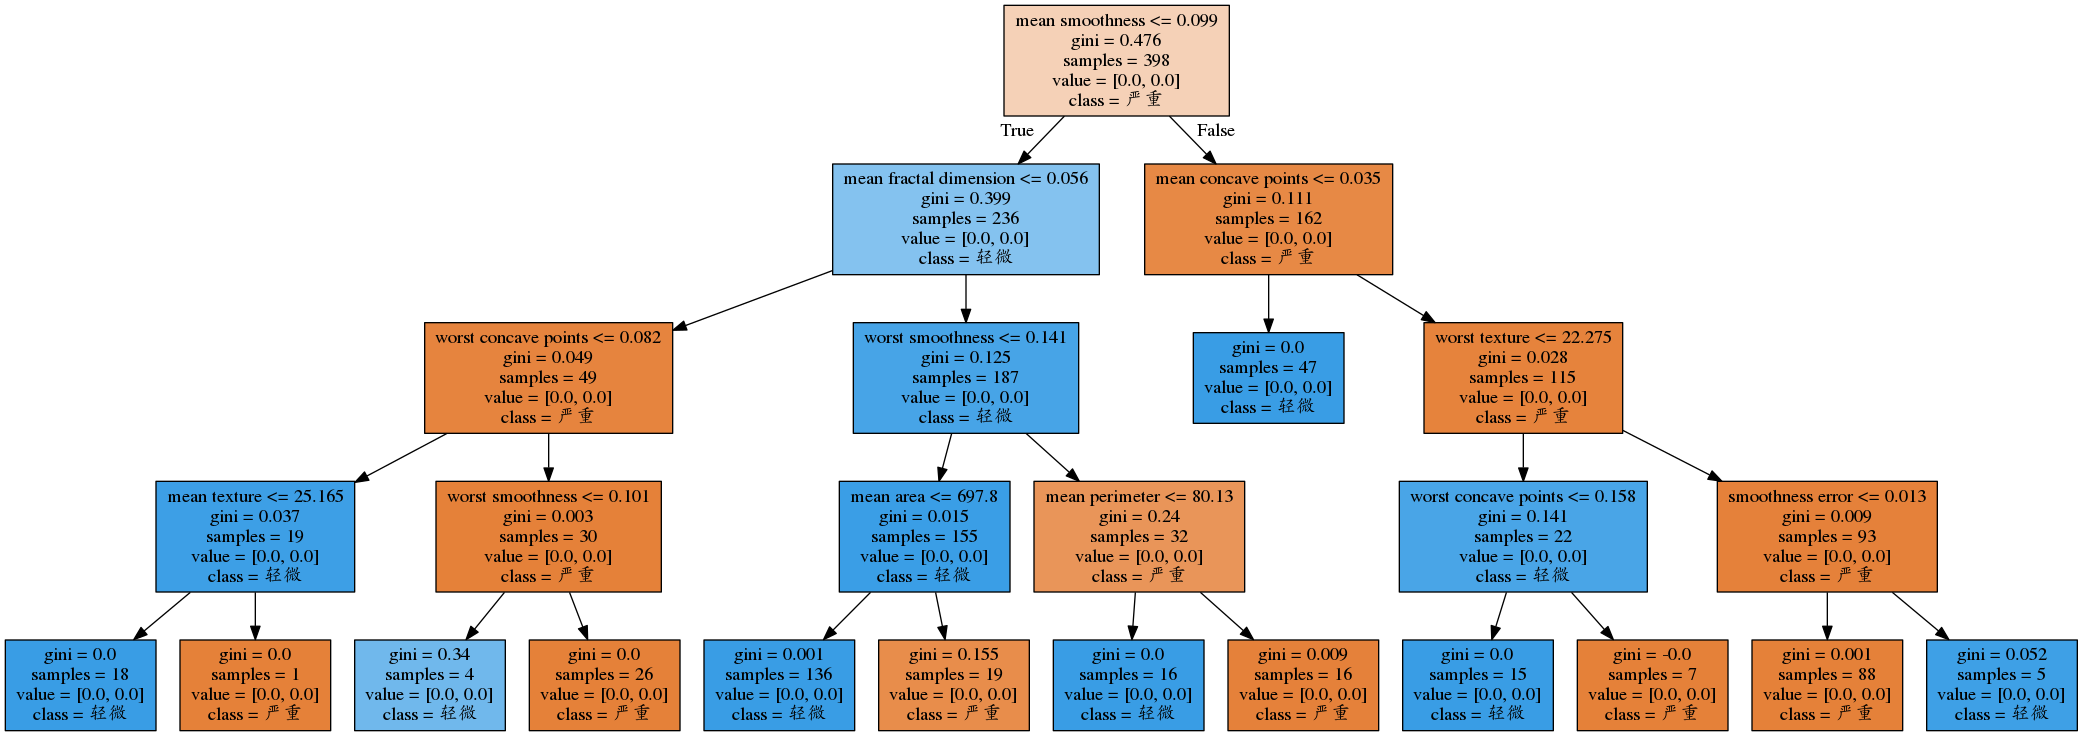 mean smoothness <= 0.099
gini = 0.476
samples = 398
value = [0.0, 0.0]
class = 严重
True
False
mean fractal dimension <= 0.056
gini = 0.399
samples = 236
value = [0.0, 0.0]
class = 轻微
mean concave points <= 0.035
gini = 0.111
samples = 162
value = [0.0, 0.0]
class = 严重
worst concave points <= 0.082
gini = 0.049
samples = 49
value = [0.0, 0.0]
class = 严重
worst smoothness <= 0.141
gini = 0.125
samples = 187
value = [0.0, 0.0]
class = 轻微
gini = 0.0
samples = 47
value = [0.0, 0.0]
class = 轻微
worst texture <= 22.275
gini = 0.028
samples = 115
value = [0.0, 0.0]
class = 严重
mean texture <= 25.165
gini = 0.037
samples = 19
value = [0.0, 0.0]
class = 轻微
worst smoothness <= 0.101
gini = 0.003
samples = 30
value = [0.0, 0.0]
class = 严重
mean area <= 697.8
gini = 0.015
samples = 155
value = [0.0, 0.0]
class = 轻微
mean perimeter <= 80.13
gini = 0.24
samples = 32
value = [0.0, 0.0]
class = 严重
worst concave points <= 0.158
gini = 0.141
samples = 22
value = [0.0, 0.0]
class = 轻微
smoothness error <= 0.013
gini = 0.009
samples = 93
value = [0.0, 0.0]
class = 严重
gini = 0.0
samples = 18
value = [0.0, 0.0]
class = 轻微
gini = 0.0
samples = 1
value = [0.0, 0.0]
class = 严重
gini = 0.34
samples = 4
value = [0.0, 0.0]
class = 轻微
gini = 0.0
samples = 26
value = [0.0, 0.0]
class = 严重
gini = 0.001
samples = 136
value = [0.0, 0.0]
class = 轻微
gini = 0.155
samples = 19
value = [0.0, 0.0]
class = 严重
gini = 0.0
samples = 16
value = [0.0, 0.0]
class = 轻微
gini = 0.009
samples = 16
value = [0.0, 0.0]
class = 严重
gini = 0.0
samples = 15
value = [0.0, 0.0]
class = 轻微
gini = -0.0
samples = 7
value = [0.0, 0.0]
class = 严重
gini = 0.001
samples = 88
value = [0.0, 0.0]
class = 严重
gini = 0.052
samples = 5
value = [0.0, 0.0]
class = 轻微